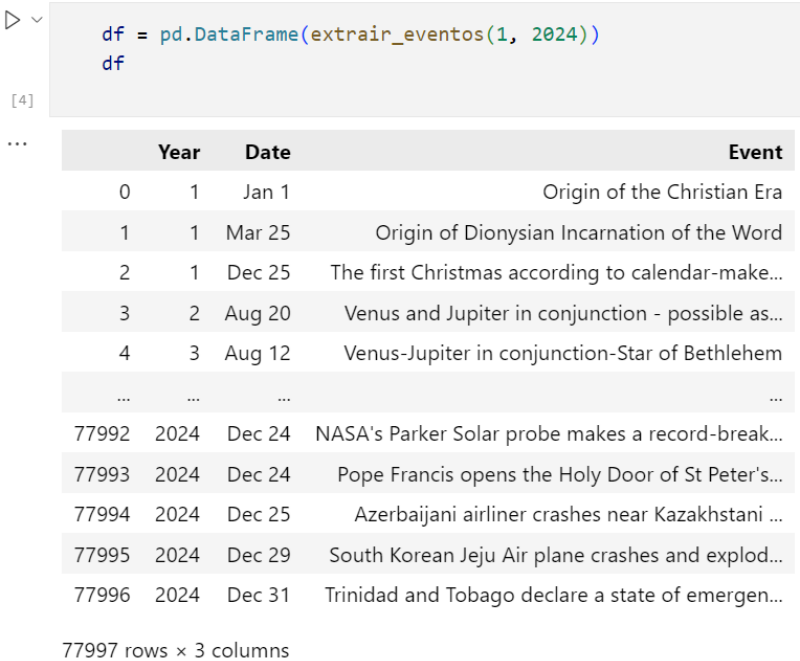 df = pd.DataFrame(extrair_eventos(1, 2024))
df
[4]
...
Year Date Event
0 1 Jan 1 Origin of the Christian Era
1 1 Mar 25 Origin of Dionysian Incarnation of the Word
2 1 Dec 25 The first Christmas according to calendar-make...
3 2 Aug 20 Venus and Jupiter in conjunction - possible as...
4 3 Aug 12 Venus-Jupiter in conjunction-Star of Bethlehem
... ... ... ...
77992 2024 Dec 24 NASA's Parker Solar probe makes a record-break...
77993 2024 Dec 24 Pope Francis opens the Holy Door of St Peter's...
77994 2024 Dec 25 Azerbaijani airliner crashes near Kazakhstani ...
77995 2024 Dec 29 South Korean Jeju Air plane crashes and explod...
77996 2024 Dec 31 Trinidad and Tobago declare a state of emergen...
77997 rows × 3 columns